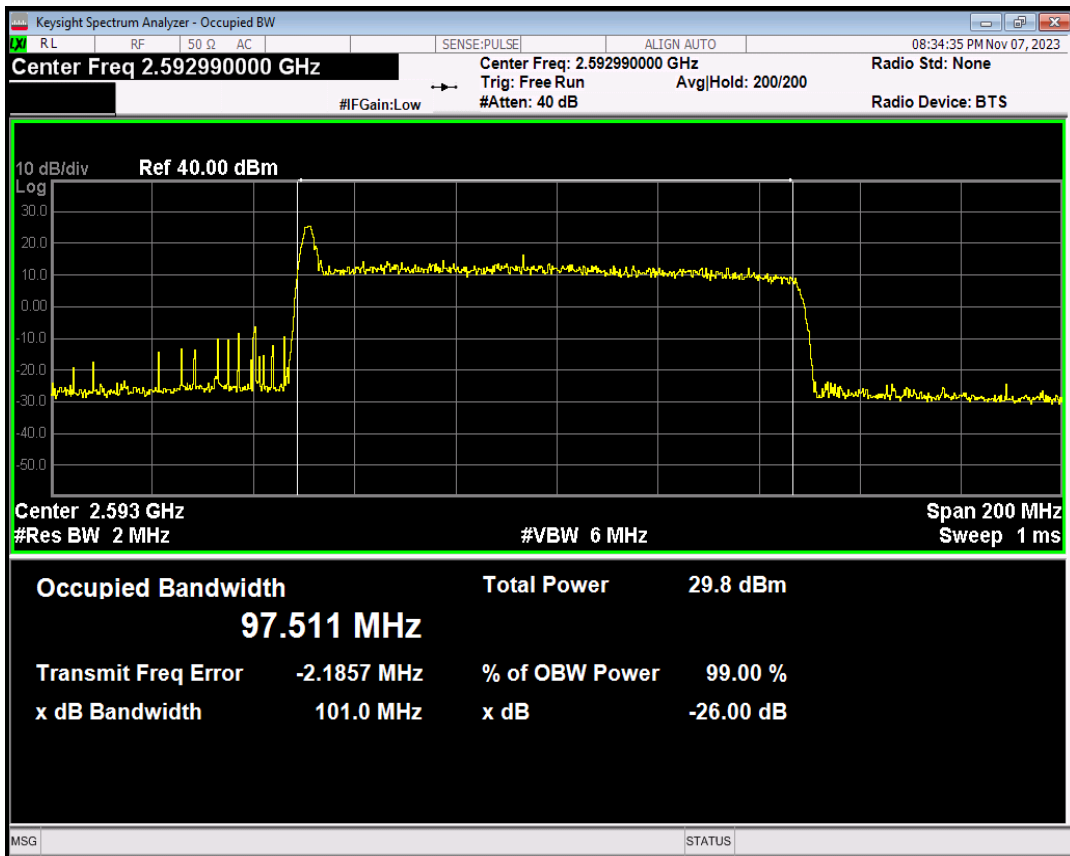 Keysight Spectrum Analyzer - Occupied BW
LXI RL RF 50 Ω AC SENSE:PULSE ALIGN AUTO 08:34:35 PM Nov 07, 2023
Center Freq 2.592990000 GHz Center Freq: 2.592990000 GHz Radio Std: None
Trig: Free Run Avg|Hold: 200/200
#IFGain:Low #Atten: 40 dB Radio Device: BTS
10 dB/div Ref 40.00 dBm
Log
30.0
20.0
10.0
0.00
-10.0
-20.0
-30.0
-40.0
-50.0
Center 2.593 GHz Span 200 MHz
#Res BW 2 MHz #VBW 6 MHz Sweep 1 ms
Occupied Bandwidth Total Power 29.8 dBm
97.511 MHz
Transmit Freq Error -2.1857 MHz % of OBW Power 99.00 %
x dB Bandwidth 101.0 MHz x dB -26.00 dB
MSG STATUS